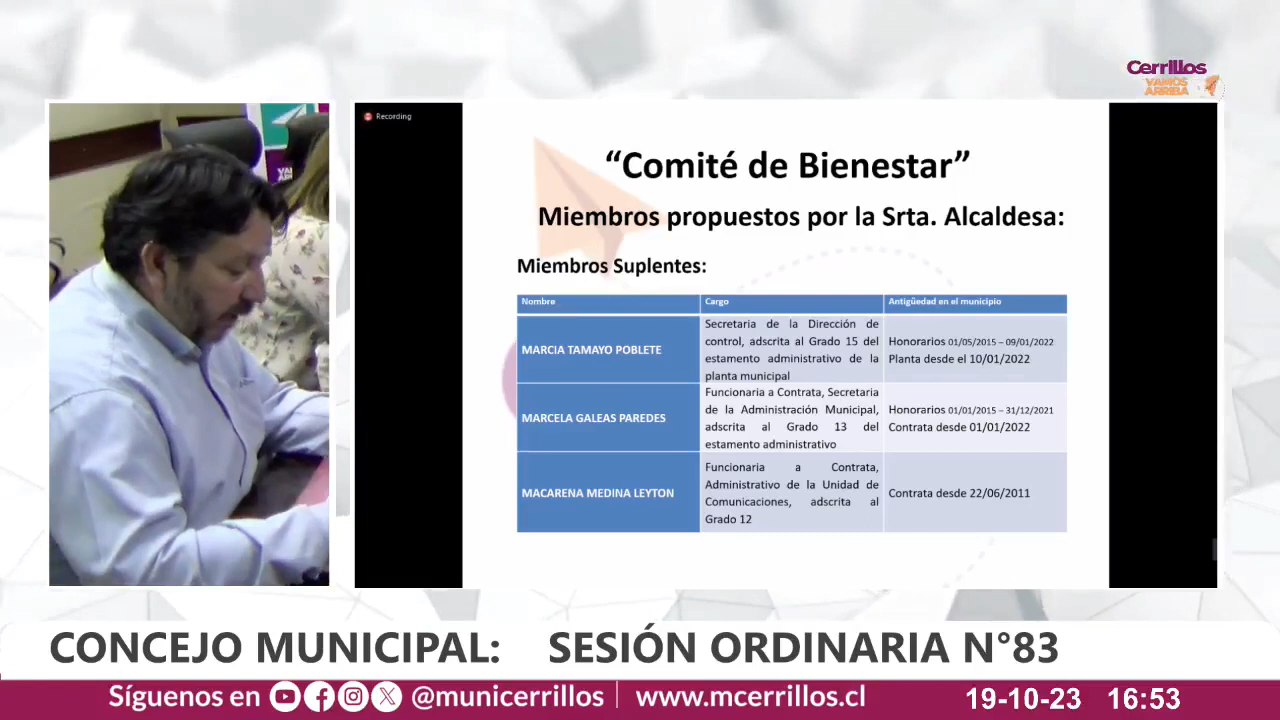 Cerrillos
VAMOS
ARRIBA
Recording
“Comité de Bienestar”
Miembros propuestos por la Srta. Alcaldesa:
Miembros Suplentes:
Nombre Cargo Antigüedad en el municipio
MARCIA TAMAYO POBLETE
Secretaria de la Dirección de
control, adscrita al Grado 15 del
estamento administrativo de la
planta municipal
Honorarios 01/05/2015 – 09/01/2022
Planta desde el 10/01/2022
MARCELA GALEAS PAREDES
Funcionaria a Contrata, Secretaria
de la Administración Municipal,
adscrita al Grado 13 del
estamento administrativo
Honorarios 01/01/2015 – 31/12/2021
Contrata desde 01/01/2022
MACARENA MEDINA LEYTON
Funcionaria a Contrata,
Administrativo de la Unidad de
Comunicaciones, adscrita al
Grado 12
Contrata desde 22/06/2011
CONCEJO MUNICIPAL: SESIÓN ORDINARIA N°83
Síguenos en @municerrillos www.mcerrillos.cl 19-10-23 16:53